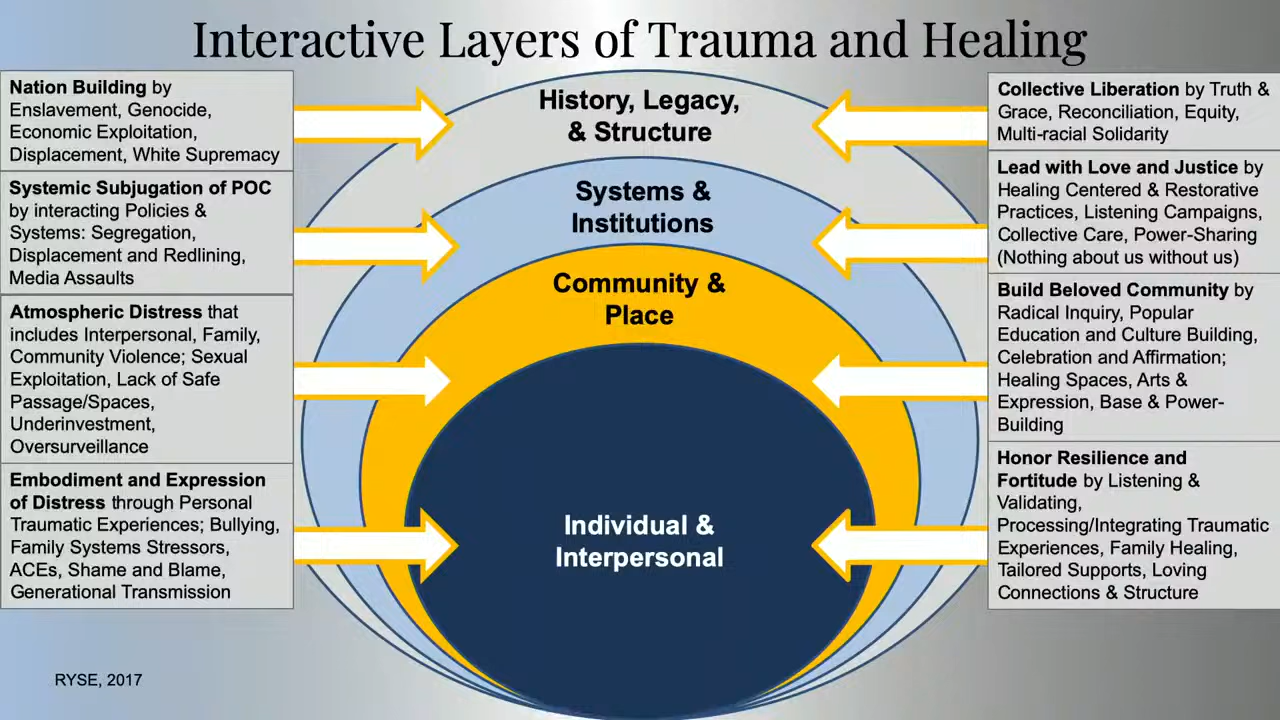 Interactive Layers of Trauma and Healing
Nation Building by
Enslavement, Genocide,
Economic Exploitation,
Displacement, White Supremacy
Systemic Subjugation of POC
by interacting Policies &
Systems: Segregation,
Displacement and Redlining,
Media Assaults
Atmospheric Distress that
includes Interpersonal, Family,
Community Violence; Sexual
Exploitation, Lack of Safe
Passage/Spaces,
Underinvestment,
Oversurveillance
Embodiment and Expression
of Distress through Personal
Traumatic Experiences; Bullying,
Family Systems Stressors,
ACEs, Shame and Blame,
Generational Transmission
History, Legacy,
& Structure
Systems &
Institutions
Community &
Place
Individual &
Interpersonal
Collective Liberation by Truth &
Grace, Reconciliation, Equity,
Multi-racial Solidarity
Lead with Love and Justice by
Healing Centered & Restorative
Practices, Listening Campaigns,
Collective Care, Power-Sharing
(Nothing about us without us)
Build Beloved Community by
Radical Inquiry, Popular
Education and Culture Building,
Celebration and Affirmation;
Healing Spaces, Arts &
Expression, Base & Power-
Building
Honor Resilience and
Fortitude by Listening &
Validating,
Processing/Integrating Traumatic
Experiences, Family Healing,
Tailored Supports, Loving
Connections & Structure
RYSE, 2017